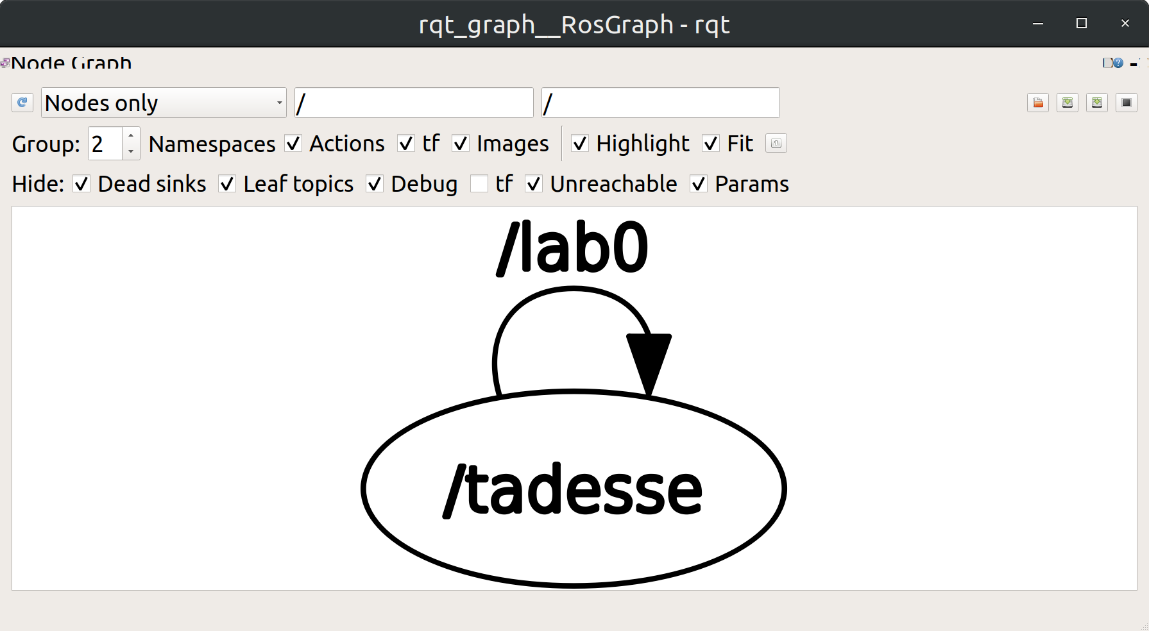 rqt_graph__RosGraph - rqt
Node Graph
Nodes only / /
Group: 2 Namespaces Actions tf Images Highlight Fit
Hide: Dead sinks Leaf topics Debug tf Unreachable Params
/lab0
/tadesse